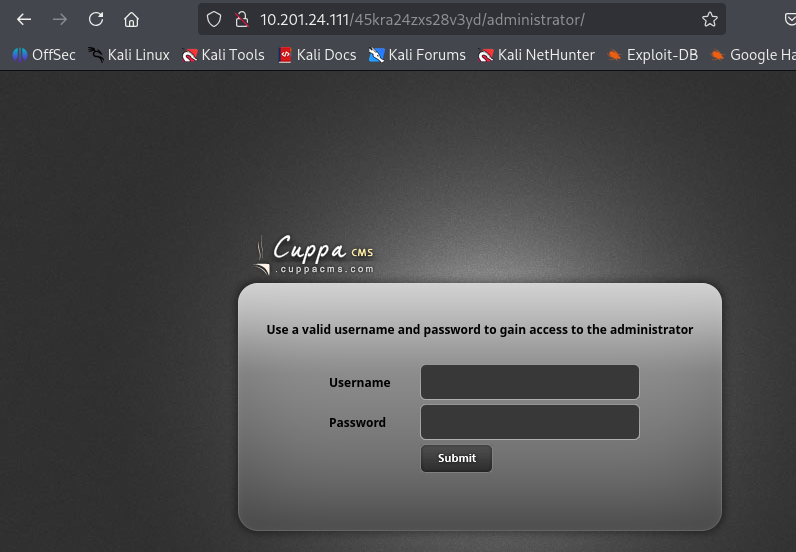 10.201.24.111/45kra24zxs28v3yd/administrator/
OffSec Kali Linux Kali Tools Kali Docs Kali Forums Kali NetHunter Exploit-DB Google Ha
Cuppa CMS
.cuppacms.com
Use a valid username and password to gain access to the administrator
Username
Password
Submit